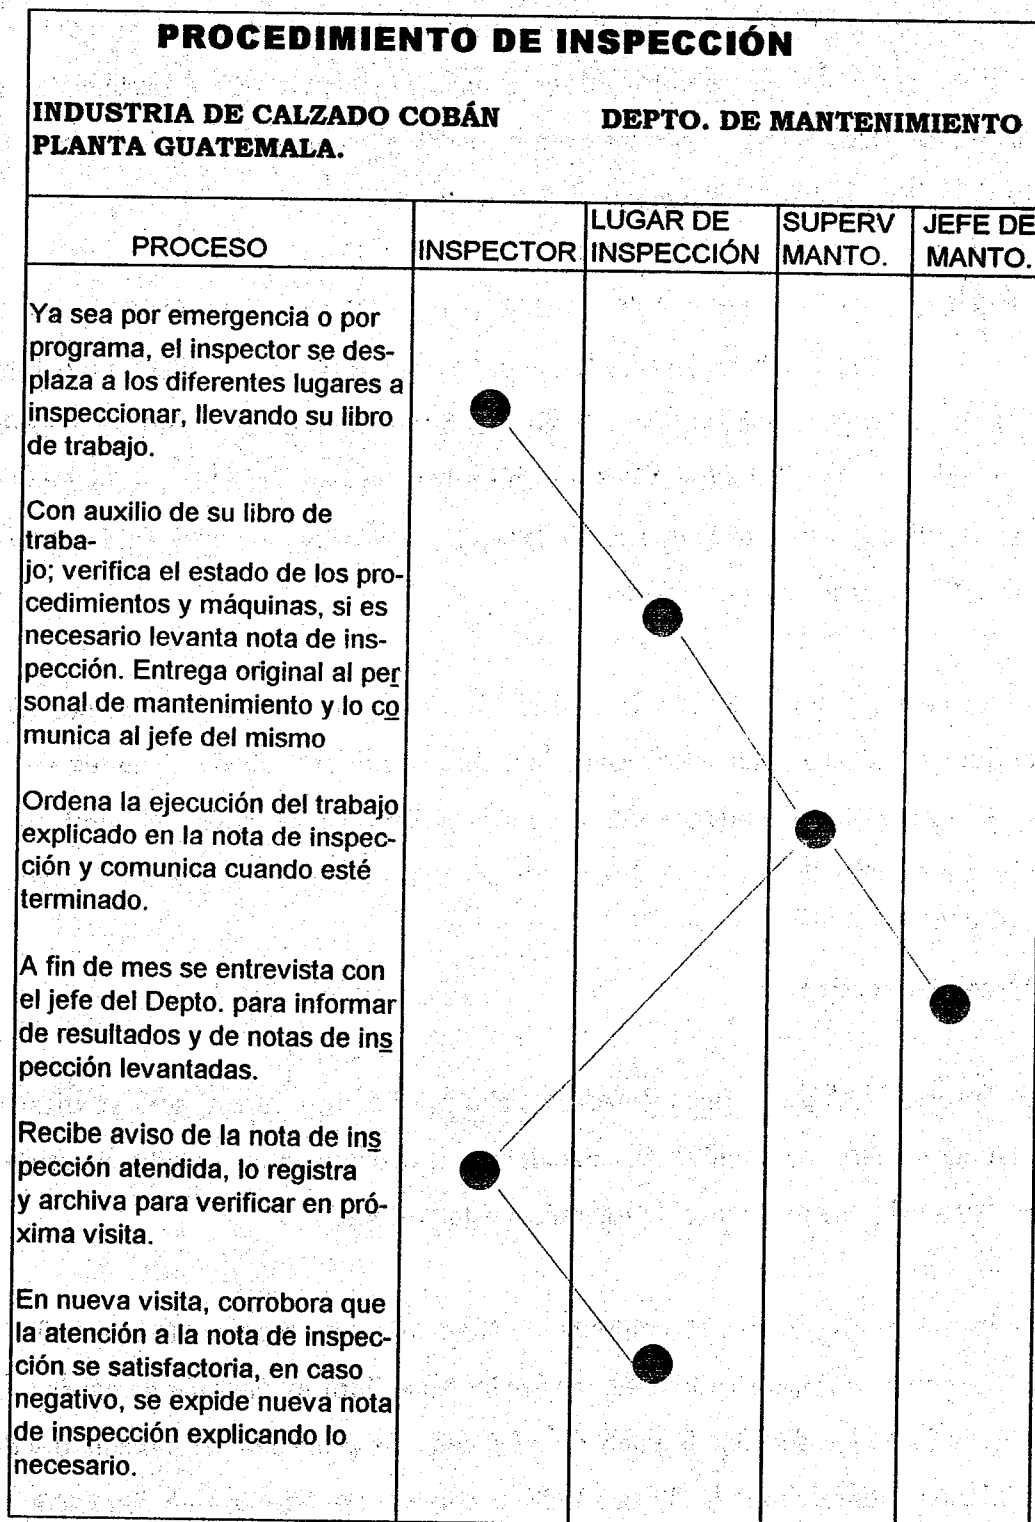 PROCEDIMIENTO DE INSPECCIÓN
INDUSTRIA DE CALZADO COBÁN DEPTO. DE MANTENIMIENTO
PLANTA GUATEMALA.
PROCESO
INSPECTOR
LUGAR DE
INSPECCIÓN
SUPERV
MANTO.
JEFE DE
MANTO.
Ya sea por emergencia o por
programa, el inspector se des-
plaza a los diferentes lugares a
inspeccionar, llevando su libro
de trabajo.
Con auxilio de su libro de
traba-
jo; verifica el estado de los pro-
cedimientos y máquinas, si es
necesario levanta nota de ins-
pección. Entrega original al per
sonal de mantenimiento y lo co
munica al jefe del mismo
Ordena la ejecución del trabajo
explicado en la nota de inspec-
ción y comunica cuando esté
terminado.
A fin de mes se entrevista con
el jefe del Depto. para informar
de resultados y de notas de ins
pección levantadas.
Recibe aviso de la nota de ins
pección atendida, lo registra
y archiva para verificar en pró-
xima visita.
En nueva visita, corrobora que
la atención a la nota de inspec-
ción se satisfactoria, en caso
negativo, se expide nueva nota
de inspección explicando lo
necesario.